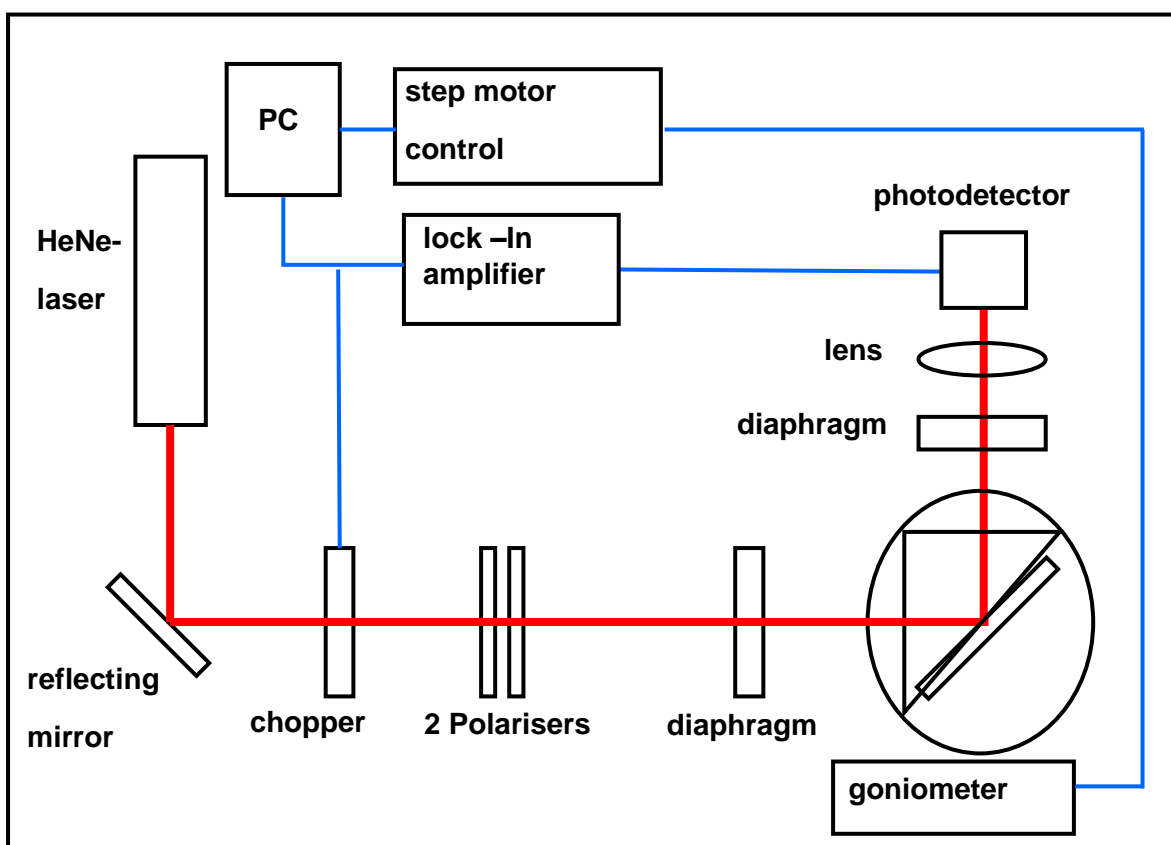 PC
step motor
control
HeNe-
laser
lock –In
amplifier
photodetector
lens
diaphragm
reflecting
mirror
chopper
2 Polarisers
diaphragm
goniometer